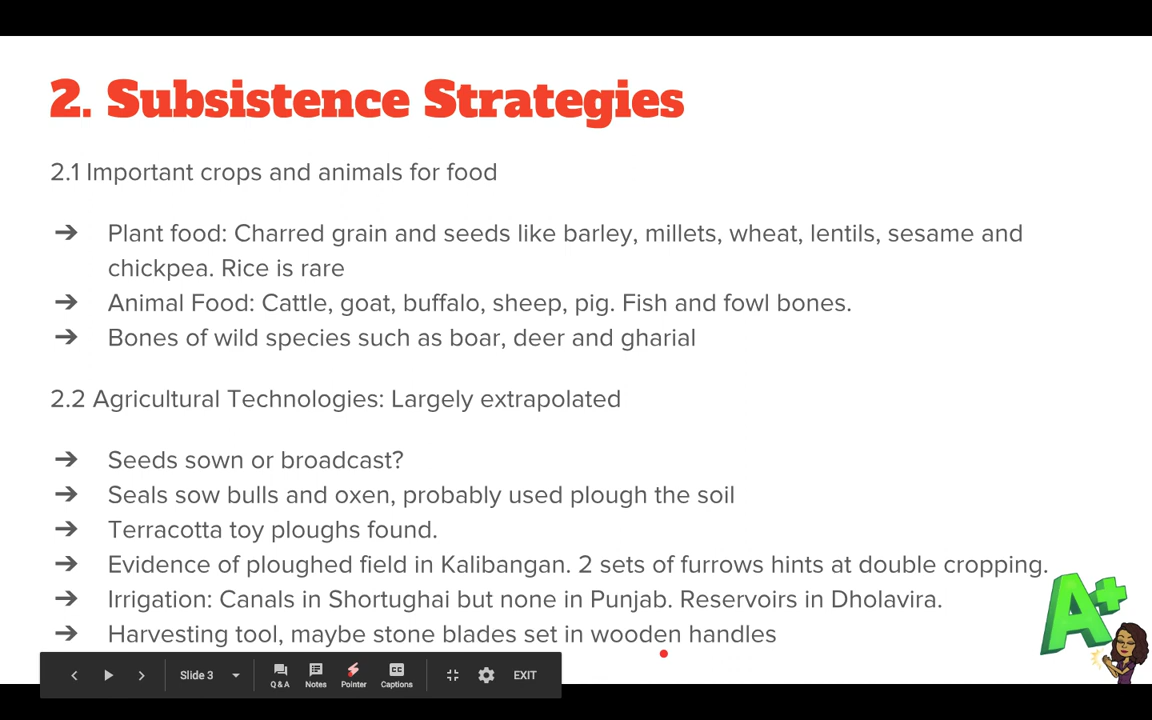 2. Subsistence Strategies
2.1 Important crops and animals for food
➔ Plant food: Charred grain and seeds like barley, millets, wheat, lentils, sesame and
chickpea. Rice is rare
➔ Animal Food: Cattle, goat, buffalo, sheep, pig. Fish and fowl bones.
➔ Bones of wild species such as boar, deer and gharial
2.2 Agricultural Technologies: Largely extrapolated
➔ Seeds sown or broadcast?
➔ Seals sow bulls and oxen, probably used plough the soil
➔ Terracotta toy ploughs found.
➔ Evidence of ploughed field in Kalibangan. 2 sets of furrows hints at double cropping.
➔ Irrigation: Canals in Shortughai but none in Punjab. Reservoirs in Dholavira.
➔ Harvesting tool, maybe stone blades set in wooden handles
A+
Slide 3 Q & A Notes Pointer CC Captions EXIT